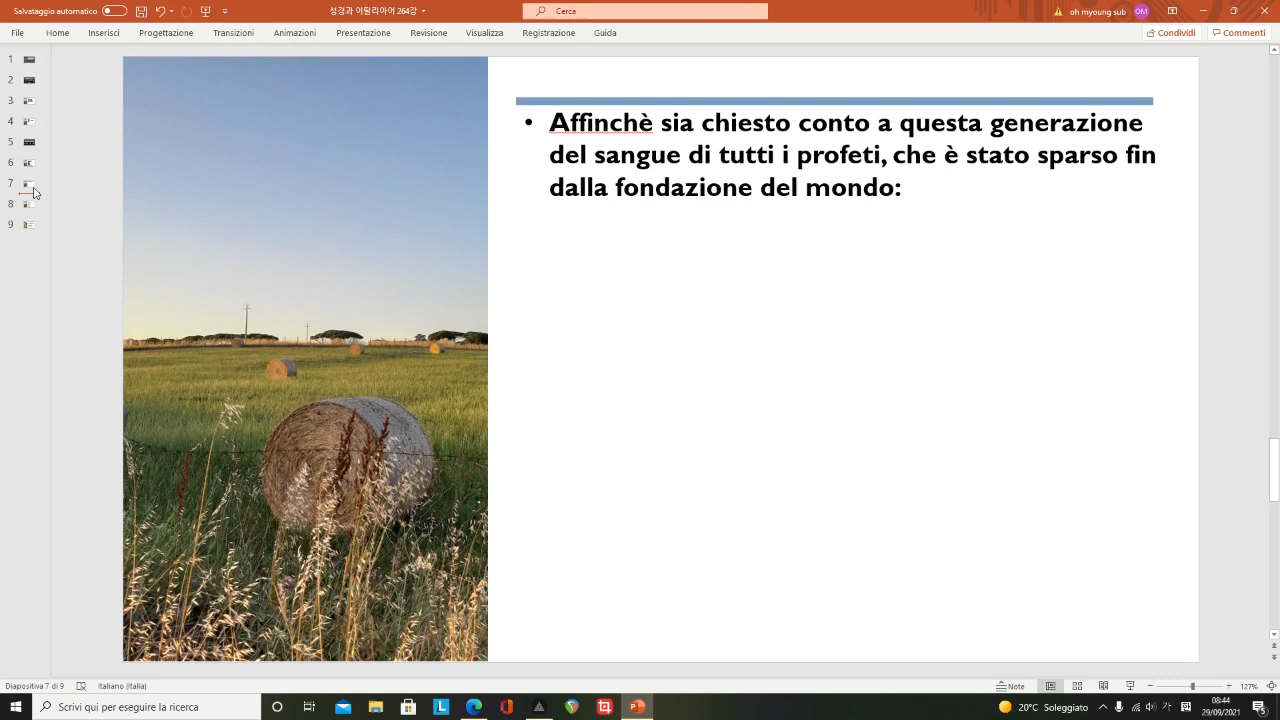 Salvataggio automatico
성경과 이탈리아어 264강
Cerca
oh myoung sub
OM
File
Home
Inserisci
Progettazione
Transizioni
Animazioni
Presentazione
Revisione
Visualizza
Registrazione
Guida
Condividi
Commenti
1
2
3
4
5
6
7
8
9
• Affinchè sia chiesto conto a questa generazione
del sangue di tutti i profeti, che è stato sparso fin
dalla fondazione del mondo:
Diapositiva 7 di 9
Italiano (Italia)
Note
127%
Scrivi qui per eseguire la ricerca
20°C Soleggiato
08:44
29/09/2021